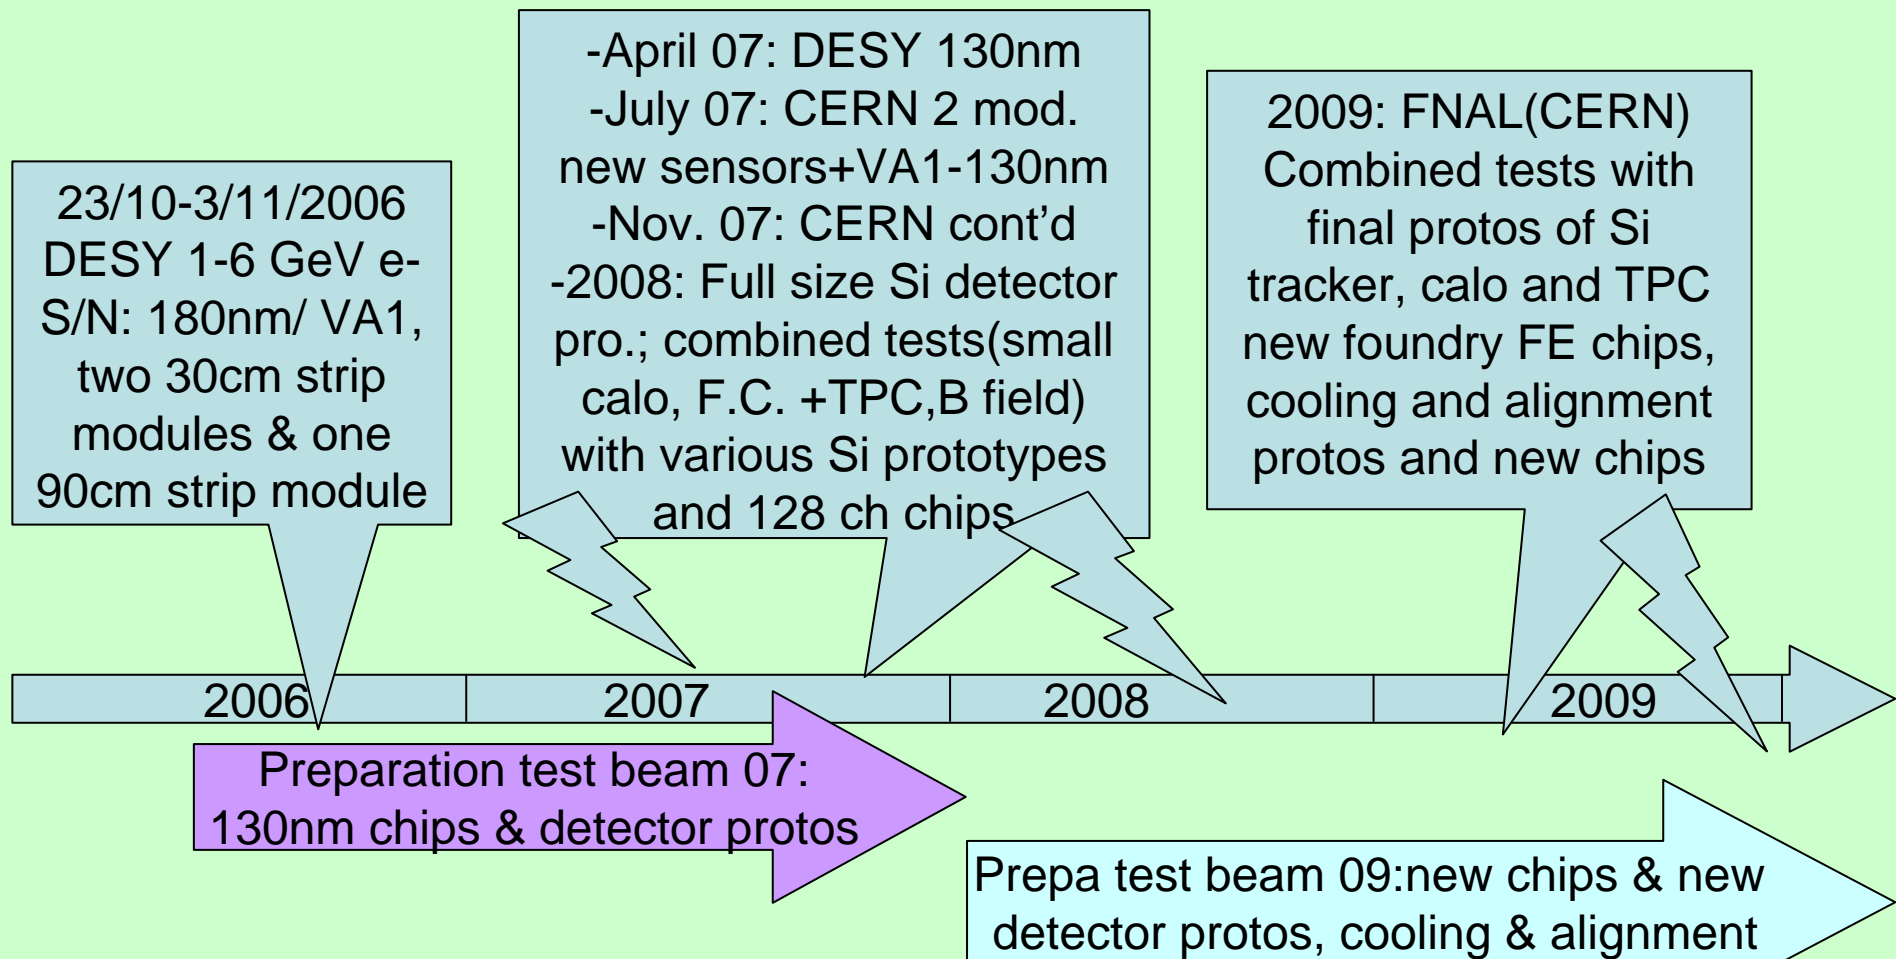 23/10-3/11/2006
DESY 1-6 GeV e-
S/N: 180nm/ VA1,
two 30cm strip
modules & one
90cm strip module
-April 07: DESY 130nm
-July 07: CERN 2 mod.
new sensors+VA1-130nm
-Nov. 07: CERN cont’d
-2008: Full size Si detector
pro.; combined tests(small
calo, F.C. +TPC,B field)
with various Si prototypes
and 128 ch chips
2009: FNAL(CERN)
Combined tests with
final protos of Si
tracker, calo and TPC
new foundry FE chips,
cooling and alignment
protos and new chips
2006
2007
2008
2009
Preparation test beam 07:
130nm chips & detector protos
Prepa test beam 09:new chips & new
detector protos, cooling & alignment